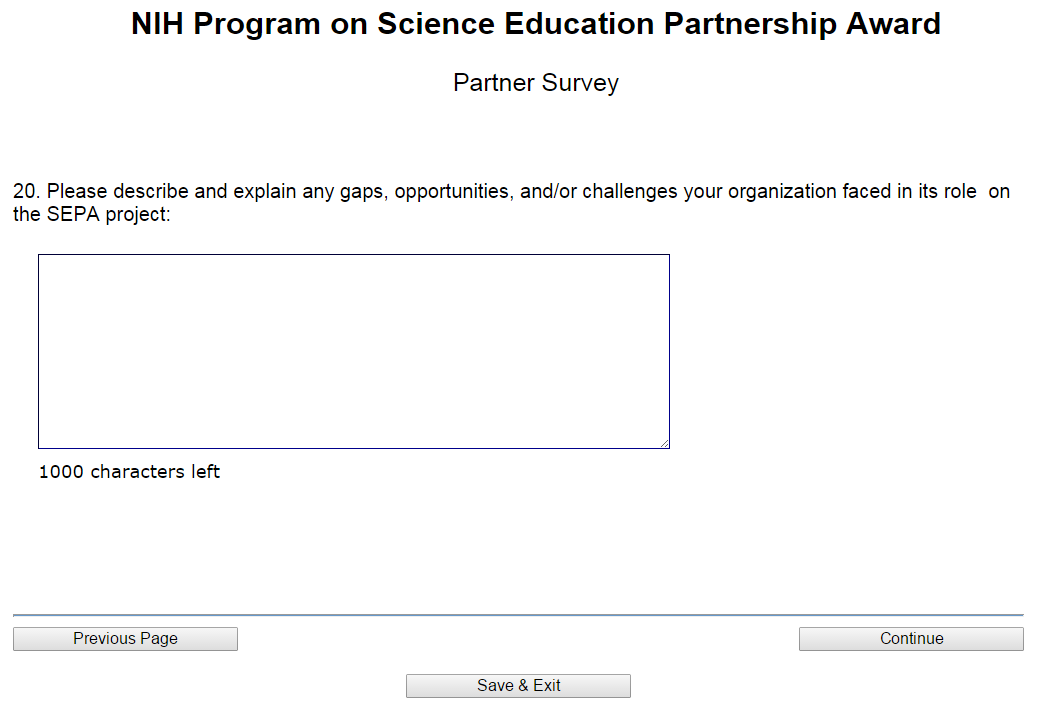 NIH Program on Science Education Partnership Award
Partner Survey
20. Please describe and explain any gaps, opportunities, and/or challenges your organization faced in its role  on
the SEPA project:
1000 characters left
Previous Page
Continue
Save & Exit